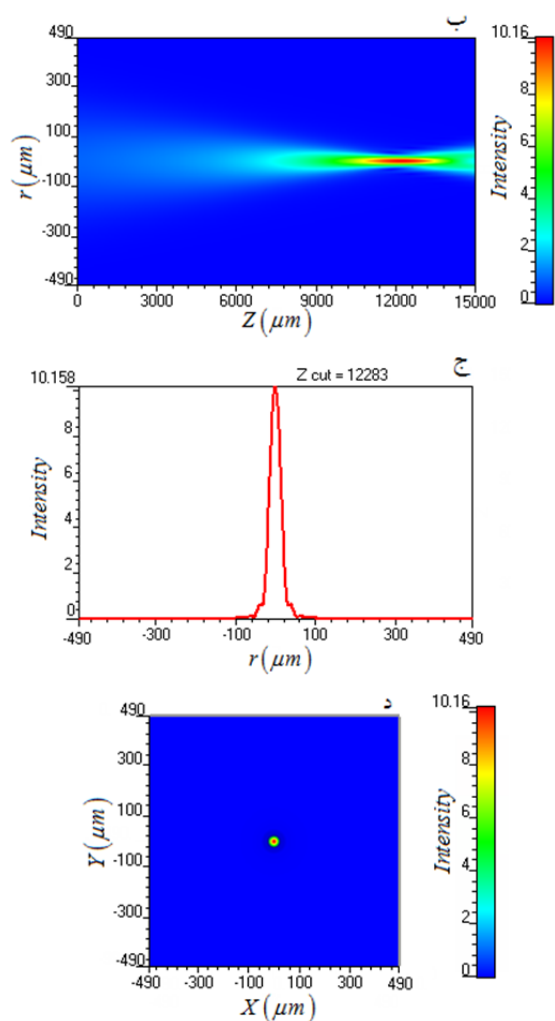 ب
490
300
100
-100
-300
-490
r(μm)
0 3000 6000 9000 12000 15000
Z(μm)
10.16
8
6
4
2
0
Intensity
ج
Z cut = 12283
10.158
8
6
4
2
0
Intensity
-490 -300 -100 100 300 490
r(μm)
د
490
300
100
-100
-300
-490
Y(μm)
-490 -300 -100 100 300 490
X(μm)
10.16
8
6
4
2
0
Intensity